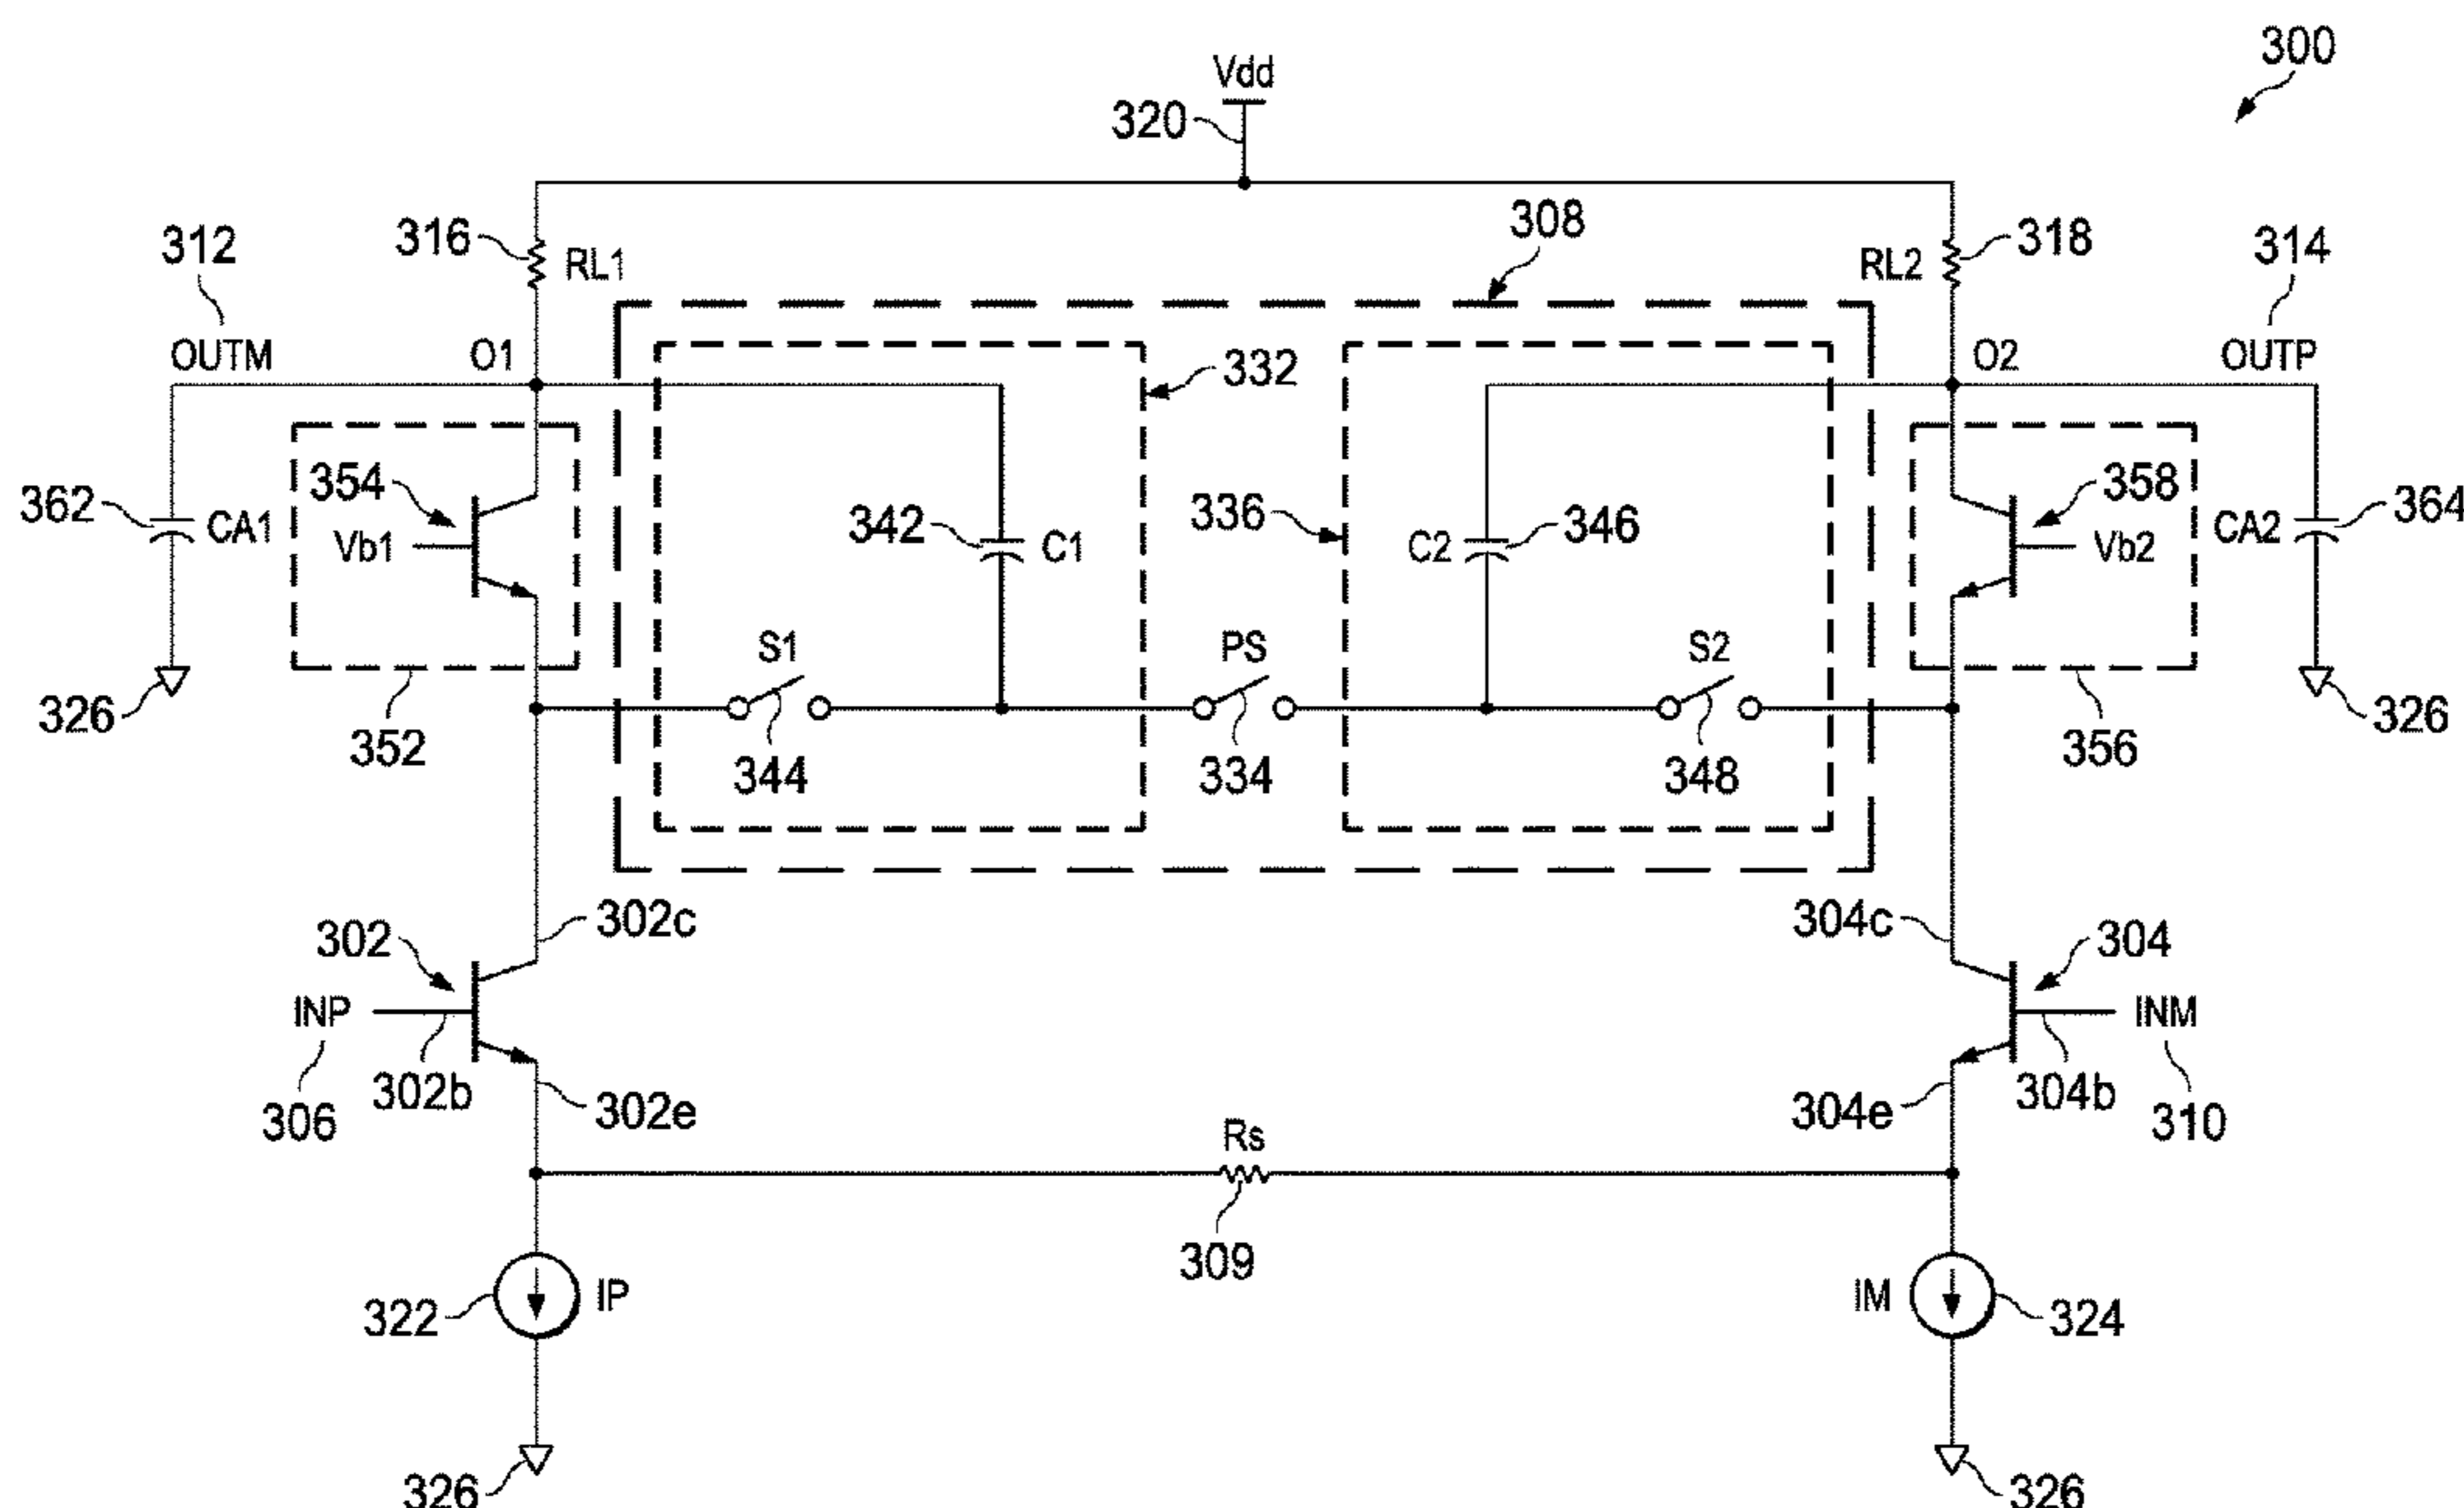 300
Vdd
320
308
316
RL1
RL2
318
312
314
OUTM
O1
332
O2
OUTP
354
358
362
CA1
Vb1
342
C1
336
C2
346
Vb2
CA2
364
S1
PS
S2
326
352
344
334
348
356
326
302
302c
304c
304
INP
INM
302b
302e
304e
304b
306
310
Rs
309
322
IP
IM
324
326
326